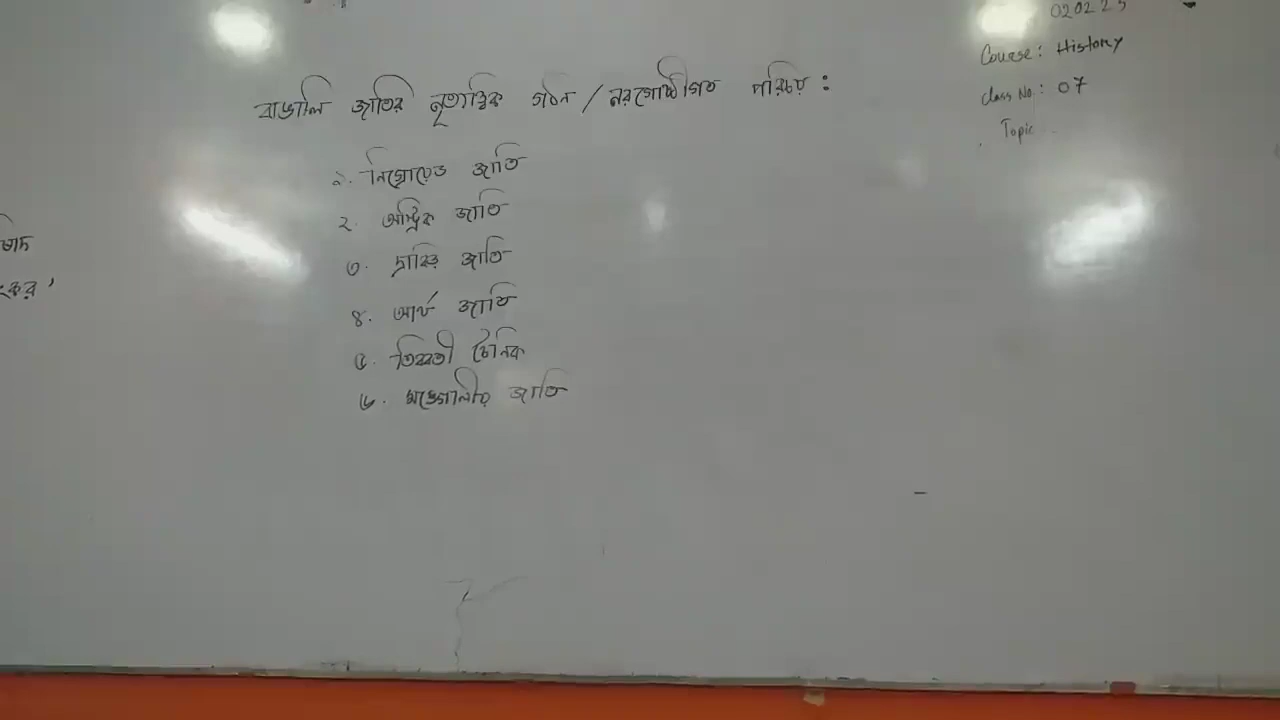 020223
Course: History
Class No: 07
Topic
বাঙালি জাতির নৃতাত্ত্বিক গঠন / নরগোষ্ঠীগত পরিচয় :
১. নিগ্রোয়েড জাতি
২. অস্ট্রিক জাতি
৩. দ্রাবিড় জাতি
৪. আর্য জাতি
৫. তিব্বতী চৈনিক
৬. মঙ্গোলীয় জাতি